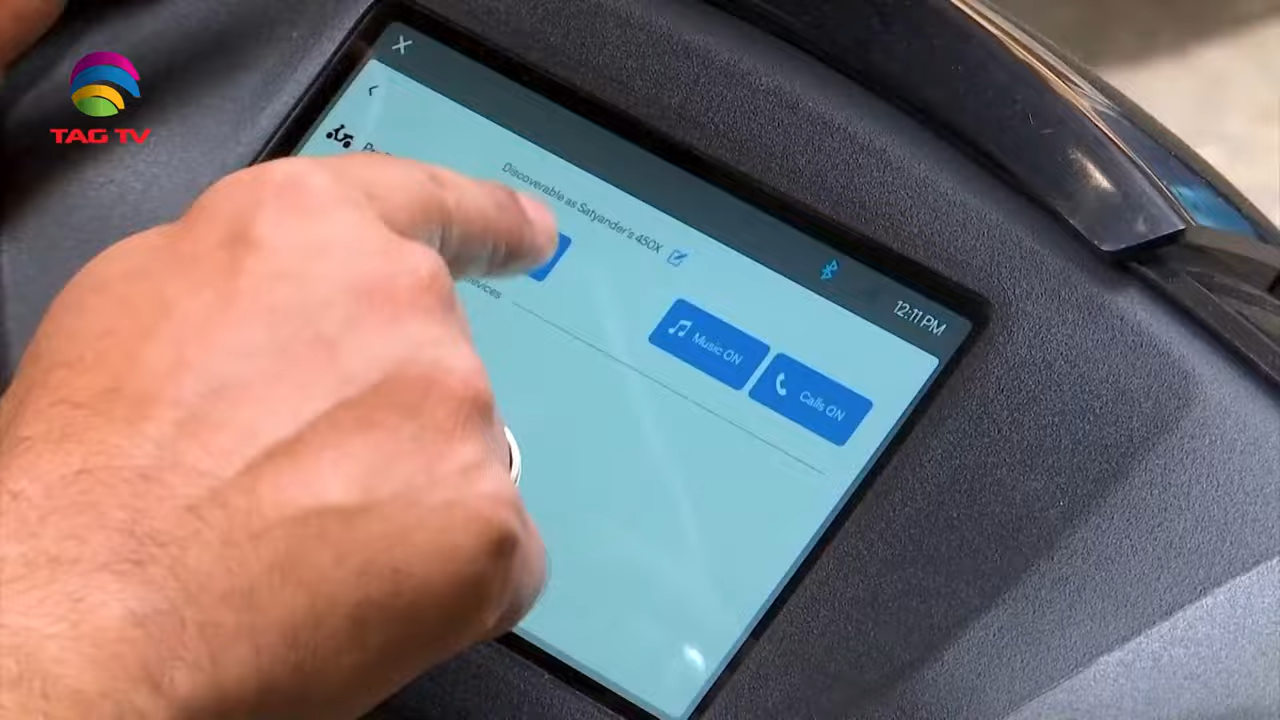 TAG TV
Discoverable as Satyander's 450X
12:11 PM
Music ON
Calls ON